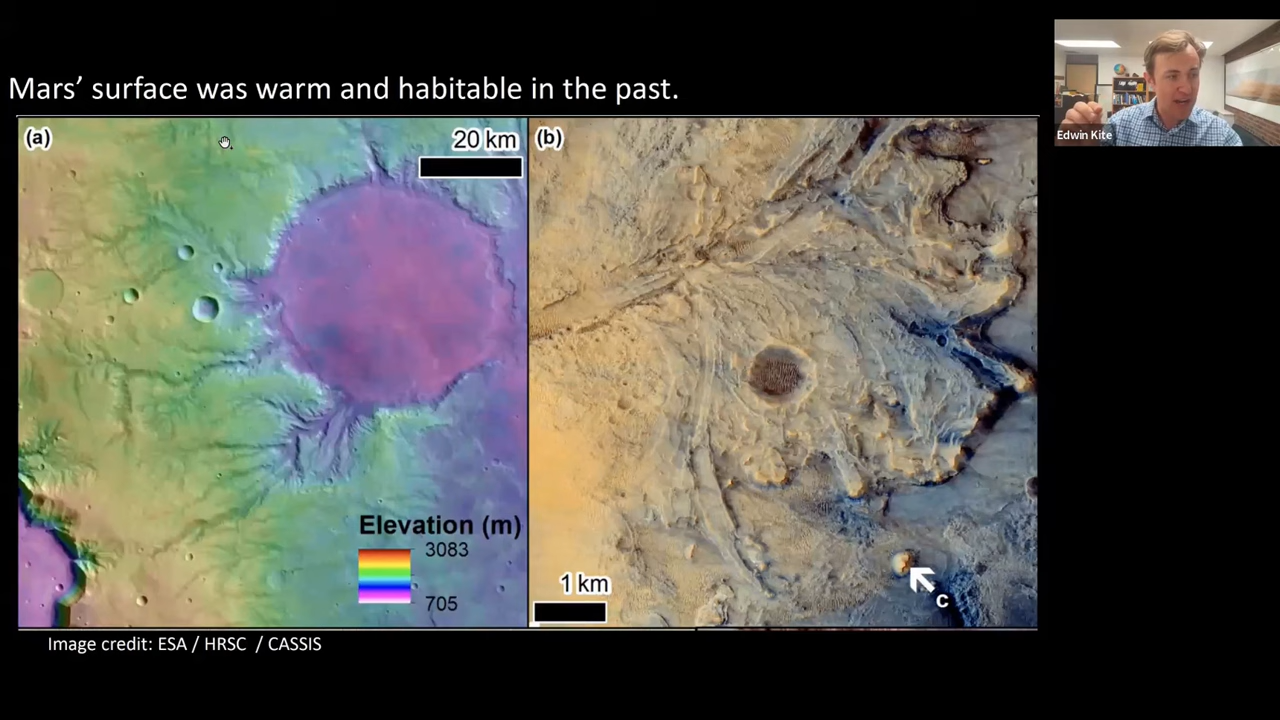 Mars' surface was warm and habitable in the past.
(a)
20 km
(b)
Edwin Kite
Elevation (m)
3083
705
1 km
c
Image credit: ESA / HRSC / CASSIS